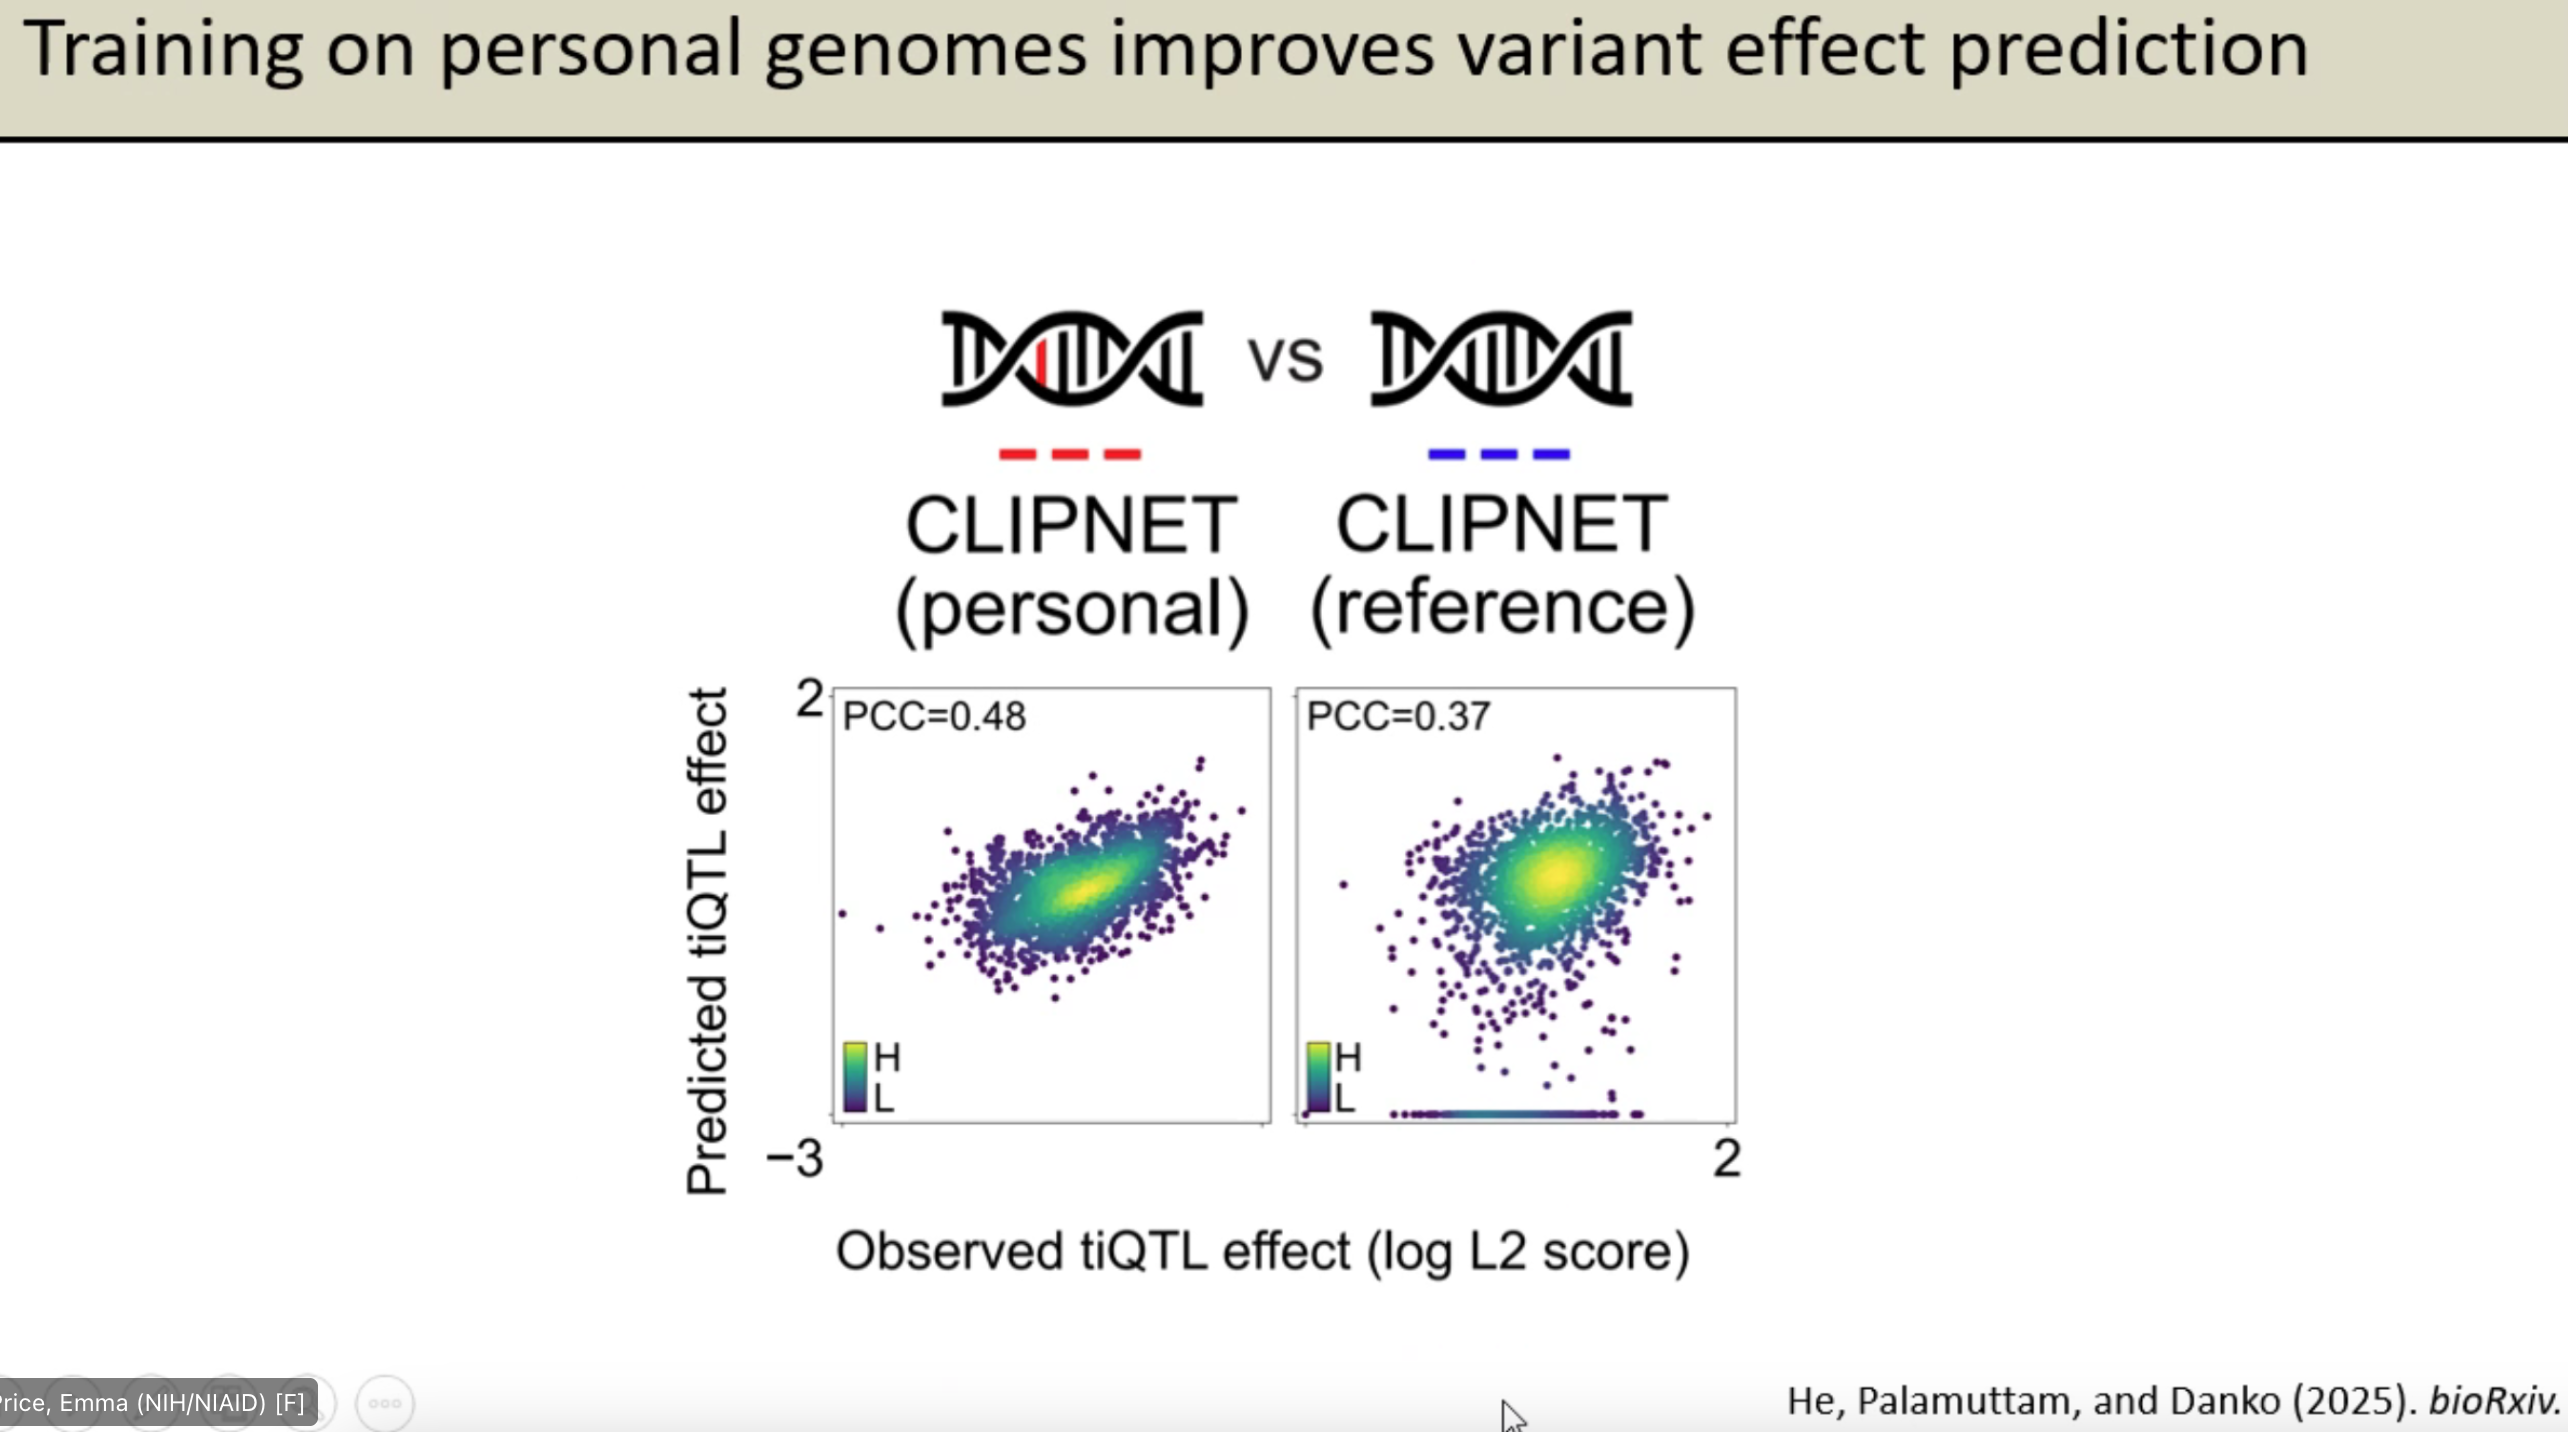 Training on personal genomes improves variant effect prediction
vs
CLIPNET
(personal)
CLIPNET
(reference)
Predicted tiQTL effect
2
PCC=0.48
PCC=0.37
H
L
H
L
−3
2
Observed tiQTL effect (log L2 score)
rice, Emma (NIH/NIAID) [F]
He, Palamuttam, and Danko (2025). bioRxiv.